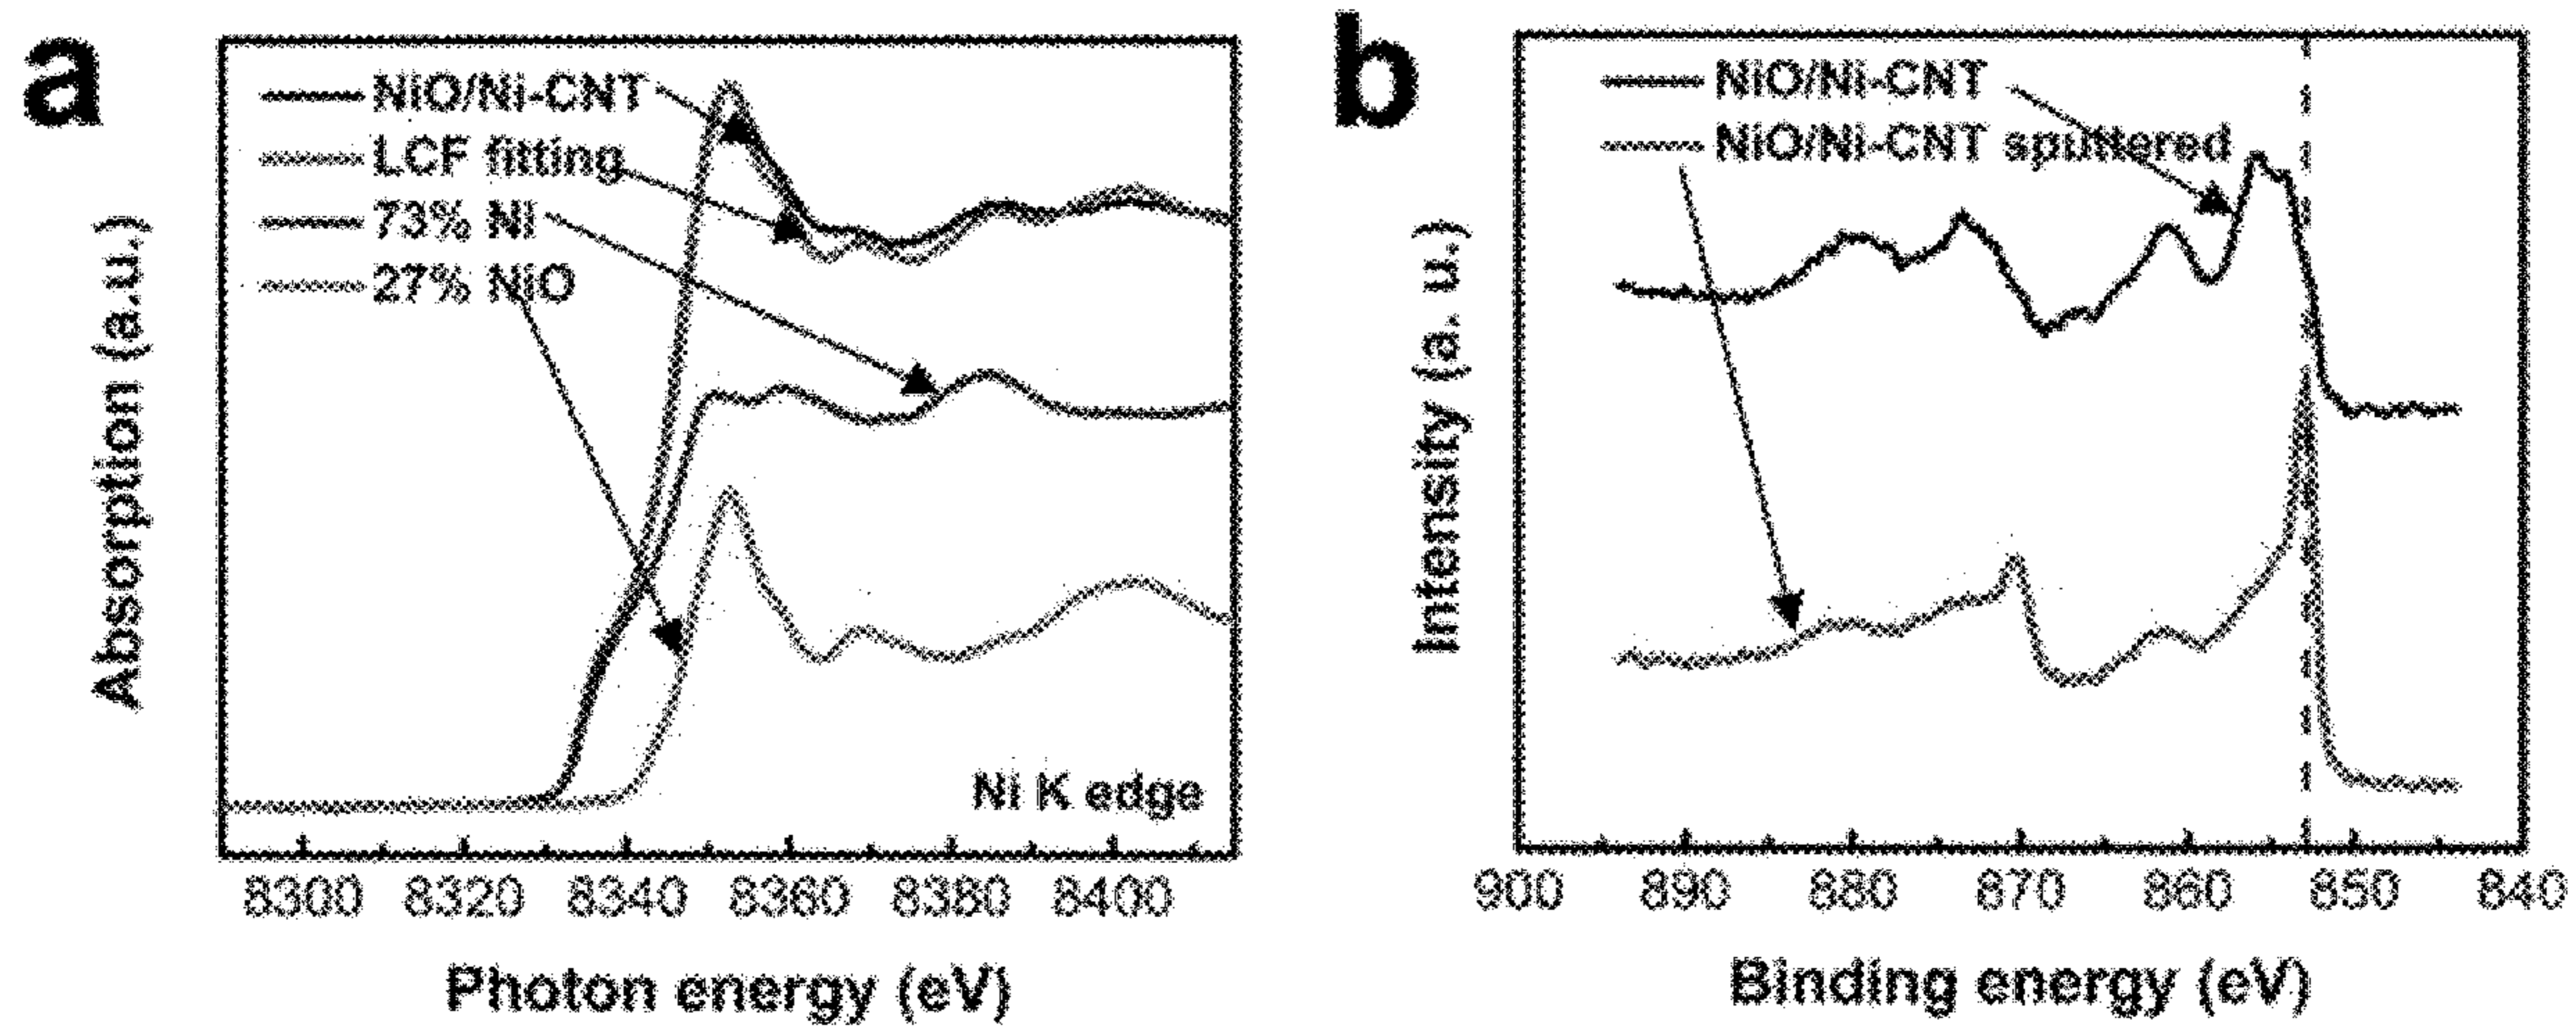 a
NiO/Ni-CNT
LCF fitting
73% Ni
27% NiO
Absorption (a.u.)
Ni K edge
8300 8320 8340 8360 8380 8400
Photon energy (eV)
b
NiO/Ni-CNT
NiO/Ni-CNT sputtered
Intensity (a. u.)
900 890 880 870 860 850 840
Binding energy (eV)